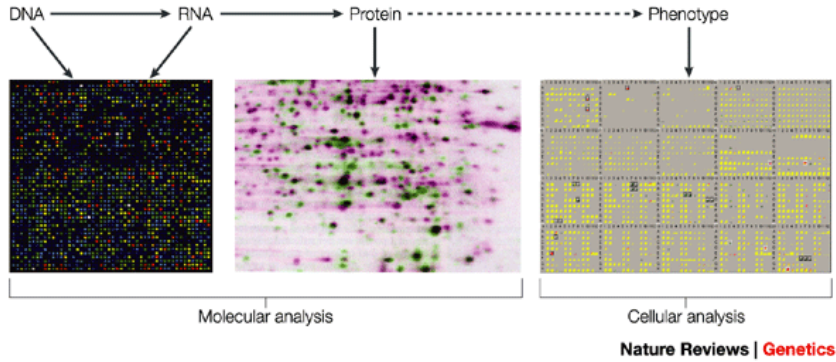 DNA RNA Protein Phenotype
Molecular analysis Cellular analysis
Nature Reviews | Genetics